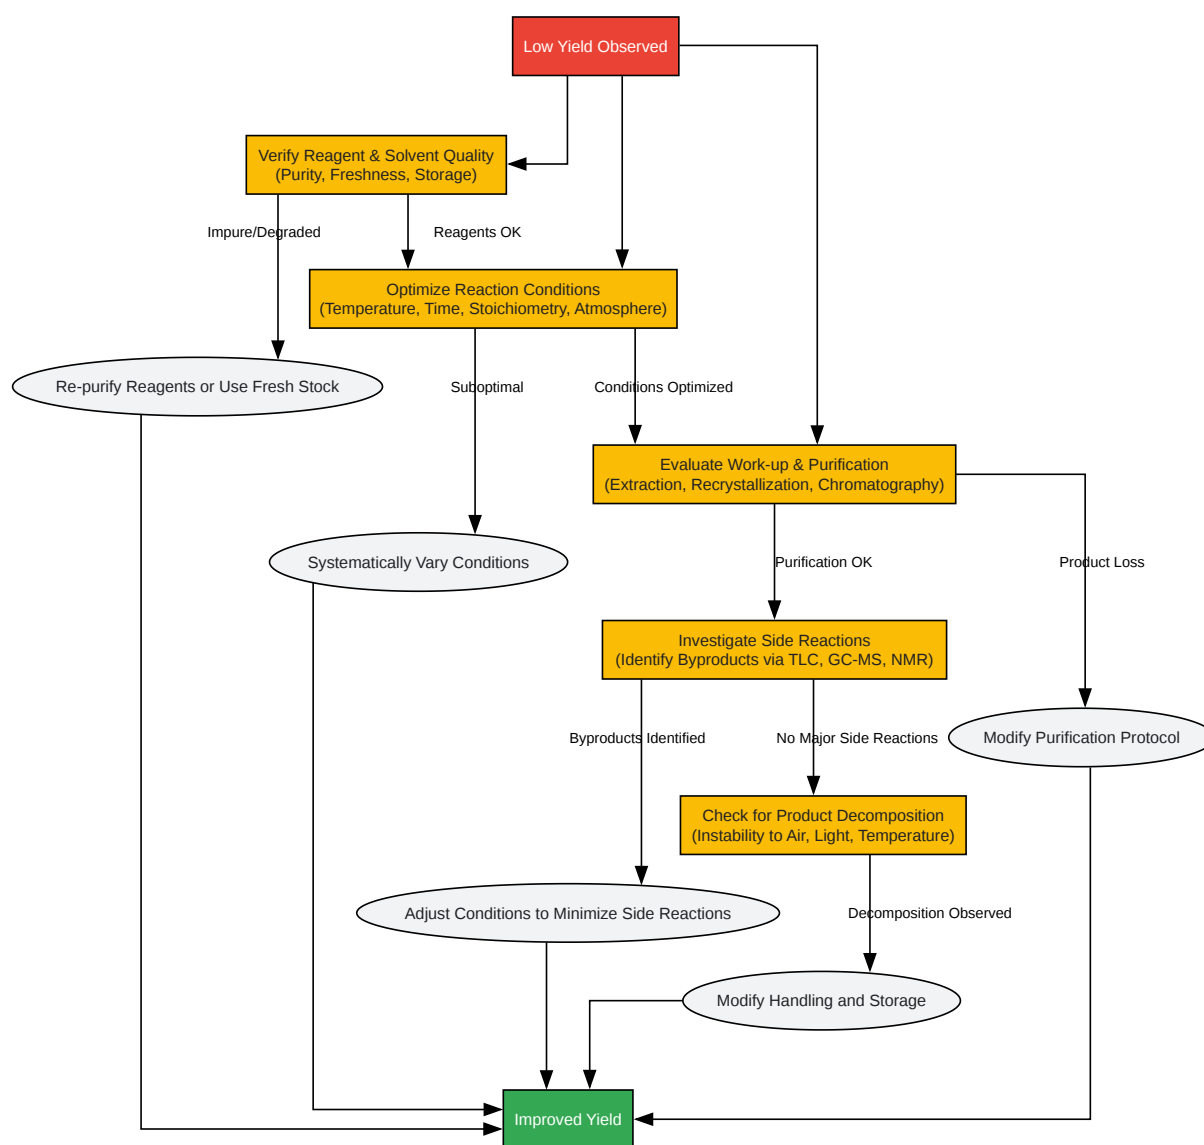 Low Yield Observed
Verify Reagent & Solvent Quality
(Purity, Freshness, Storage)
Impure/Degraded
Reagents OK
Optimize Reaction Conditions
(Temperature, Time, Stoichiometry, Atmosphere)
Re-purify Reagents or Use Fresh Stock
Suboptimal
Conditions Optimized
Evaluate Work-up & Purification
(Extraction, Recrystallization, Chromatography)
Systematically Vary Conditions
Purification OK
Product Loss
Investigate Side Reactions
(Identify Byproducts via TLC, GC-MS, NMR)
Byproducts Identified
No Major Side Reactions
Modify Purification Protocol
Check for Product Decomposition
(Instability to Air, Light, Temperature)
Adjust Conditions to Minimize Side Reactions
Decomposition Observed
Modify Handling and Storage
Improved Yield